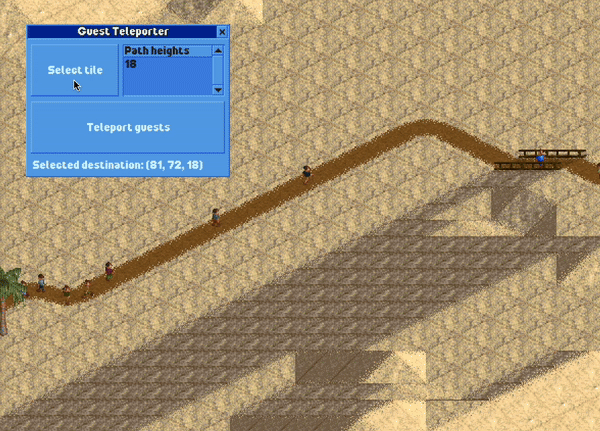 Guest Teleporter
Select tile
Path heights
18
Teleport guests
Selected destination: (81, 72, 18)